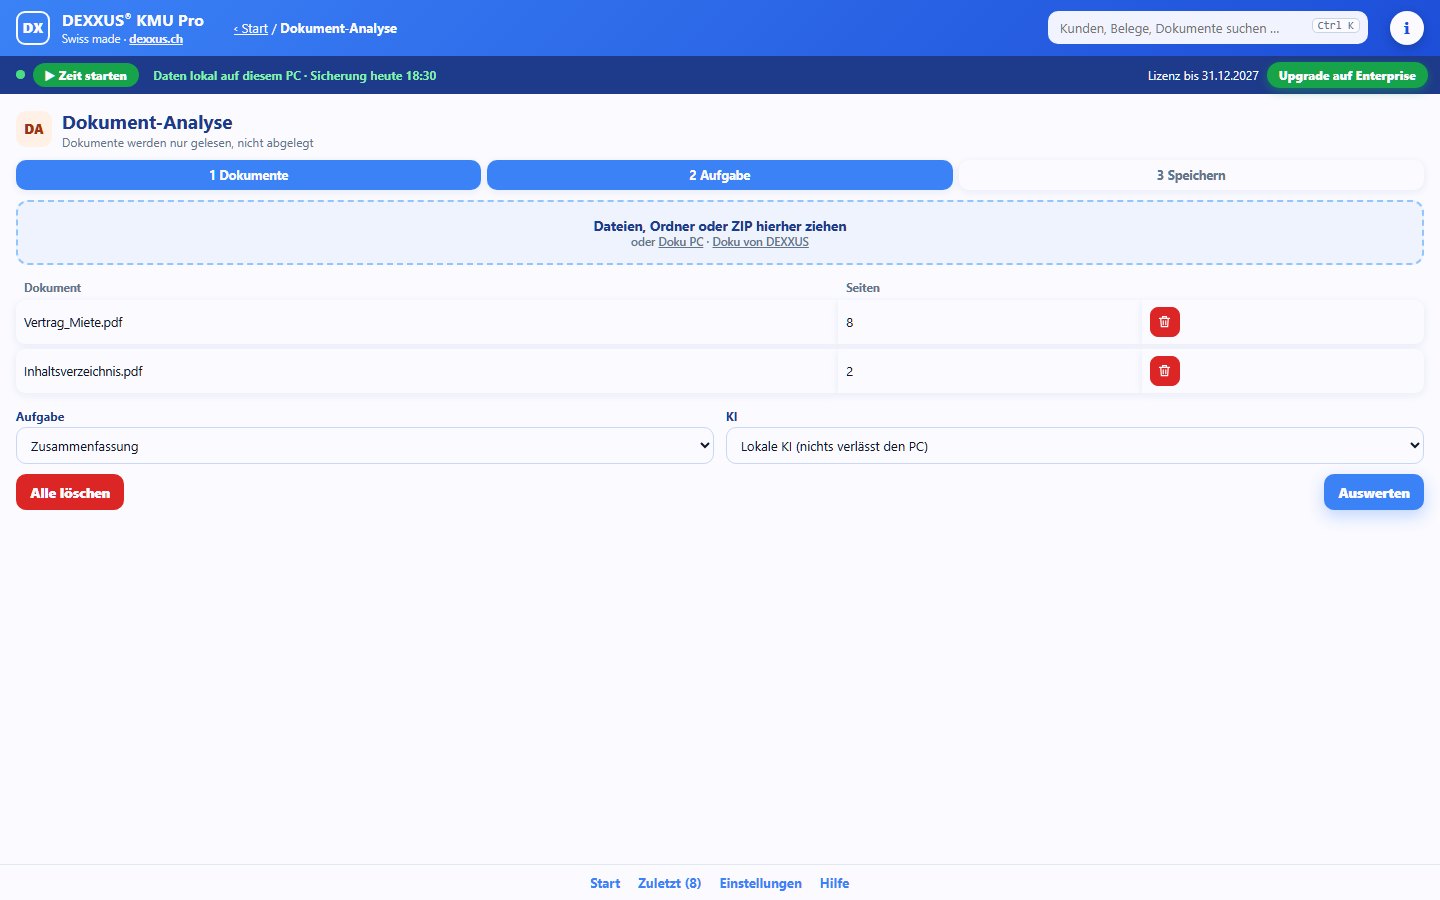 DX
DEXXUS® KMU Pro
Swiss made · dexxus.ch
‹ Start / Dokument-Analyse
Kunden, Belege, Dokumente suchen ...
Ctrl K
i
▶ Zeit starten
Daten lokal auf diesem PC · Sicherung heute 18:30
Lizenz bis 31.12.2027
Upgrade auf Enterprise
DA
Dokument-Analyse
Dokumente werden nur gelesen, nicht abgelegt
1 Dokumente
2 Aufgabe
3 Speichern
Dateien, Ordner oder ZIP hierher ziehen
oder Doku PC · Doku von DEXXUS
Dokument
Seiten
Vertrag_Miete.pdf
8
Inhaltsverzeichnis.pdf
2
Aufgabe
KI
Zusammenfassung
Lokale KI (nichts verlässt den PC)
Alle löschen
Auswerten
Start
Zuletzt (8)
Einstellungen
Hilfe